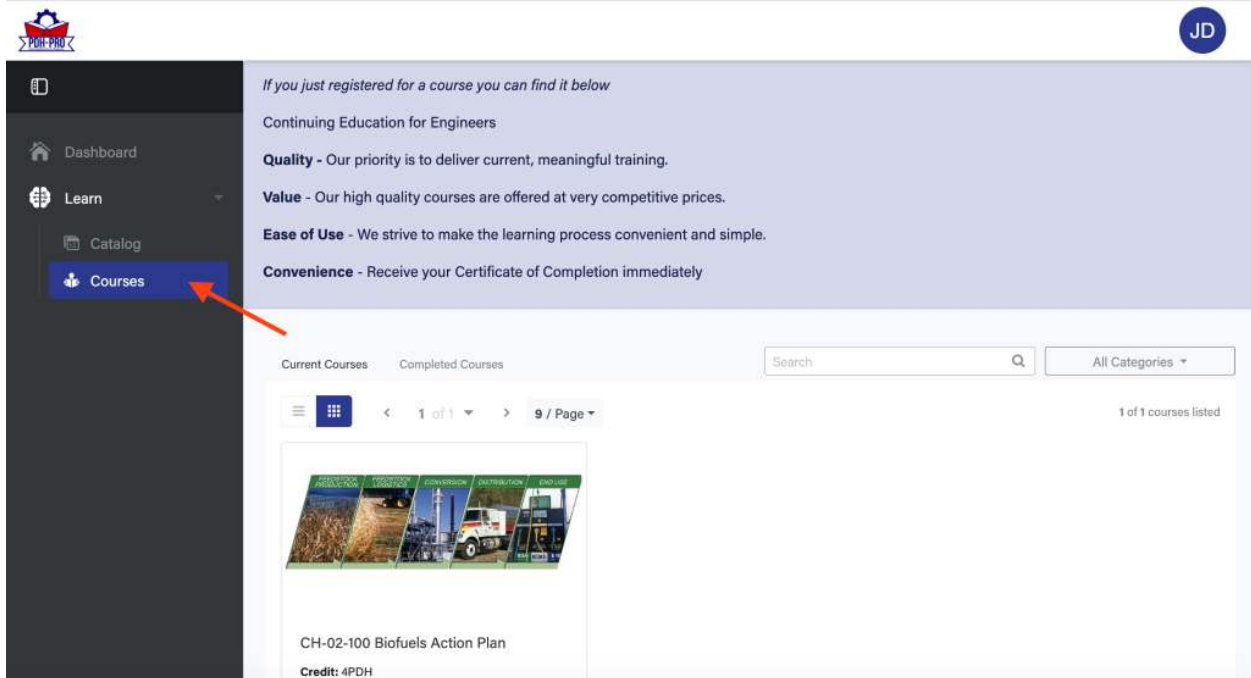 PDH-PRO
JD
If you just registered for a course you can find it below
Continuing Education for Engineers
Dashboard
Quality - Our priority is to deliver current, meaningful training.
Learn
Value - Our high quality courses are offered at very competitive prices.
Catalog
Ease of Use - We strive to make the learning process convenient and simple.
Courses
Convenience - Receive your Certificate of Completion immediately
Current Courses Completed Courses Search All Categories
1 of 1 9 / Page 1 of 1 courses listed
FEEDSTOCK PRODUCTION FEEDSTOCK LOGISTICS CONVERSION DISTRIBUTION END USE
CH-02-100 Biofuels Action Plan
Credit: 4PDH